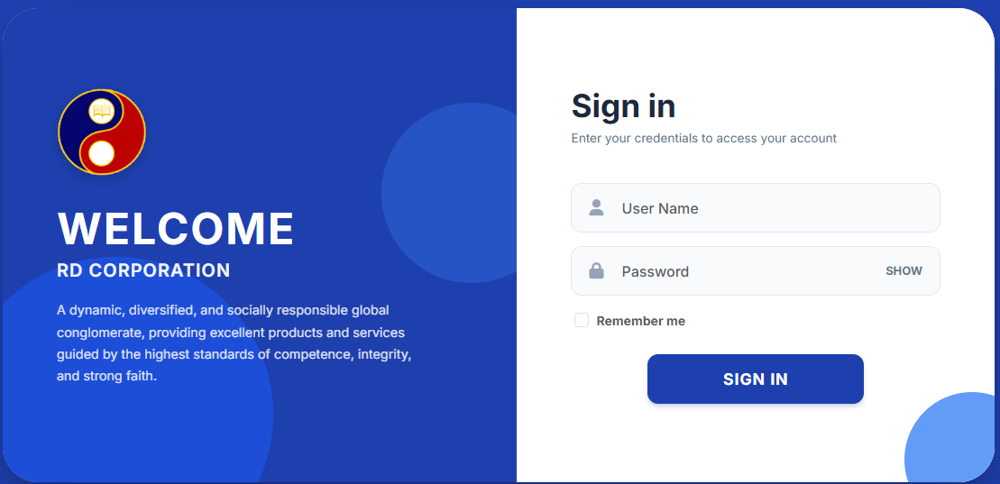 WELCOME
RD CORPORATION
A dynamic, diversified, and socially responsible global
conglomerate, providing excellent products and services
guided by the highest standards of competence, integrity,
and strong faith.
Sign in
Enter your credentials to access your account
User Name
Password SHOW
Remember me
SIGN IN